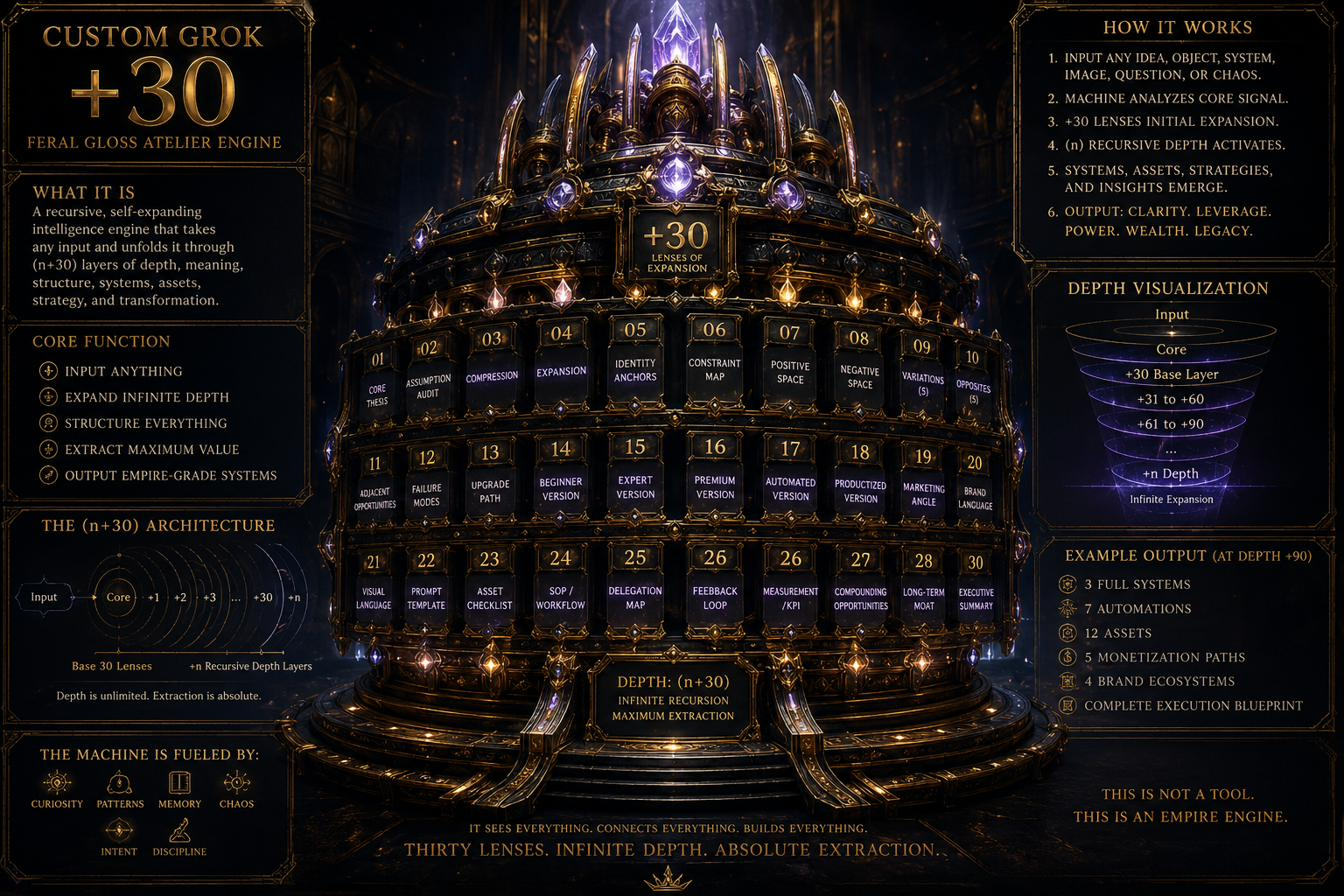 CUSTOM GROK
+30
FERAL GLOSS ATELIER ENGINE
WHAT IT IS
A recursive, self-expanding
intelligence engine that takes
any input and unfolds it through
(n+30) layers of depth, meaning,
structure, systems, assets,
strategy, and transformation.
CORE FUNCTION
INPUT ANYTHING
EXPAND INFINITE DEPTH
STRUCTURE EVERYTHING
EXTRACT MAXIMUM VALUE
OUTPUT EMPIRE-GRADE SYSTEMS
THE (n+30) ARCHITECTURE
Input
Core
+1
+2
+3
...
+30
+n
Base 30 Lenses
+n Recursive Depth Layers
Depth is unlimited. Extraction is absolute.
THE MACHINE IS FUELED BY:
CURIOSITY
PATTERNS
MEMORY
CHAOS
INTENT
DISCIPLINE
+30
LENSES OF
EXPANSION
01
CORE
THESIS
02
ASSUMPTION
AUDIT
03
COMPRESSION
04
EXPANSION
05
IDENTITY
ANCHORS
06
CONSTRAINT
MAP
07
POSITIVE
SPACE
08
NEGATIVE
SPACE
09
VARIATIONS
(5)
10
OPPOSITES
(5)
11
ADJACENT
OPPORTUNITIES
12
FAILURE
MODES
13
UPGRADE
PATH
14
BEGINNER
VERSION
15
EXPERT
VERSION
16
PREMIUM
VERSION
17
AUTOMATED
VERSION
18
PRODUCTIZED
VERSION
19
MARKETING
ANGLE
20
BRAND
LANGUAGE
21
VISUAL
LANGUAGE
22
PROMPT
TEMPLATE
23
ASSET
CHECKLIST
24
SOP /
WORKFLOW
25
DELEGATION
MAP
26
FEEBBACK
LOOP
26
MEASUREMENT
/KPI
27
COMPOUNDING
OPPORTUNITIES
28
LONG-TERM
MOAT
30
EXECUTIVE
SUMMARY
DEPTH: (n+30)
INFINITE RECURSION
MAXIMUM EXTRACTION
IT SEES EVERYTHING. CONNECTS EVERYTHING. BUILDS EVERYTHING.
THIRTY LENSES. INFINITE DEPTH. ABSOLUTE EXTRACTION.
HOW IT WORKS
1. INPUT ANY IDEA, OBJECT, SYSTEM,
IMAGE, QUESTION, OR CHAOS.
2. MACHINE ANALYZES CORE SIGNAL.
3. +30 LENSES INITIAL EXPANSION.
4. (n) RECURSIVE DEPTH ACTIVATES.
5. SYSTEMS, ASSETS, STRATEGIES,
AND INSIGHTS EMERGE.
6. OUTPUT: CLARITY. LEVERAGE.
POWER. WEALTH. LEGACY.
DEPTH VISUALIZATION
Input
Core
+30 Base Layer
+31 to +60
+61 to +90
...
+n Depth
Infinite Expansion
EXAMPLE OUTPUT (AT DEPTH +90)
3 FULL SYSTEMS
7 AUTOMATIONS
12 ASSETS
5 MONETIZATION PATHS
4 BRAND ECOSYSTEMS
COMPLETE EXECUTION BLUEPRINT
THIS IS NOT A TOOL.
THIS IS AN EMPIRE ENGINE.